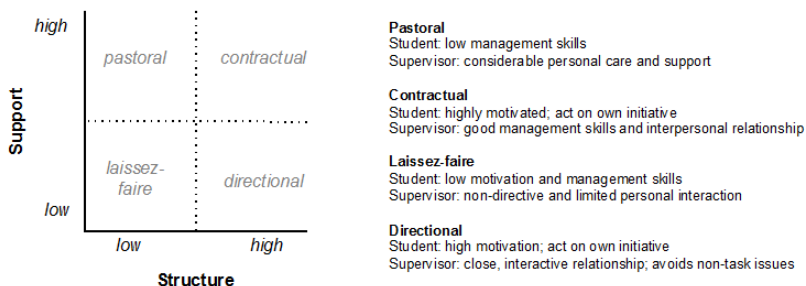 high
pastoral
contractual
Support
laissez-
faire
directional
low
low
high
Structure
Pastoral
Student: low management skills
Supervisor: considerable personal care and support
Contractual
Student: highly motivated; act on own initiative
Supervisor: good management skills and interpersonal relationship
Laissez-faire
Student: low motivation and management skills
Supervisor: non-directive and limited personal interaction
Directional
Student: high motivation; act on own initiative
Supervisor: close, interactive relationship; avoids non-task issues